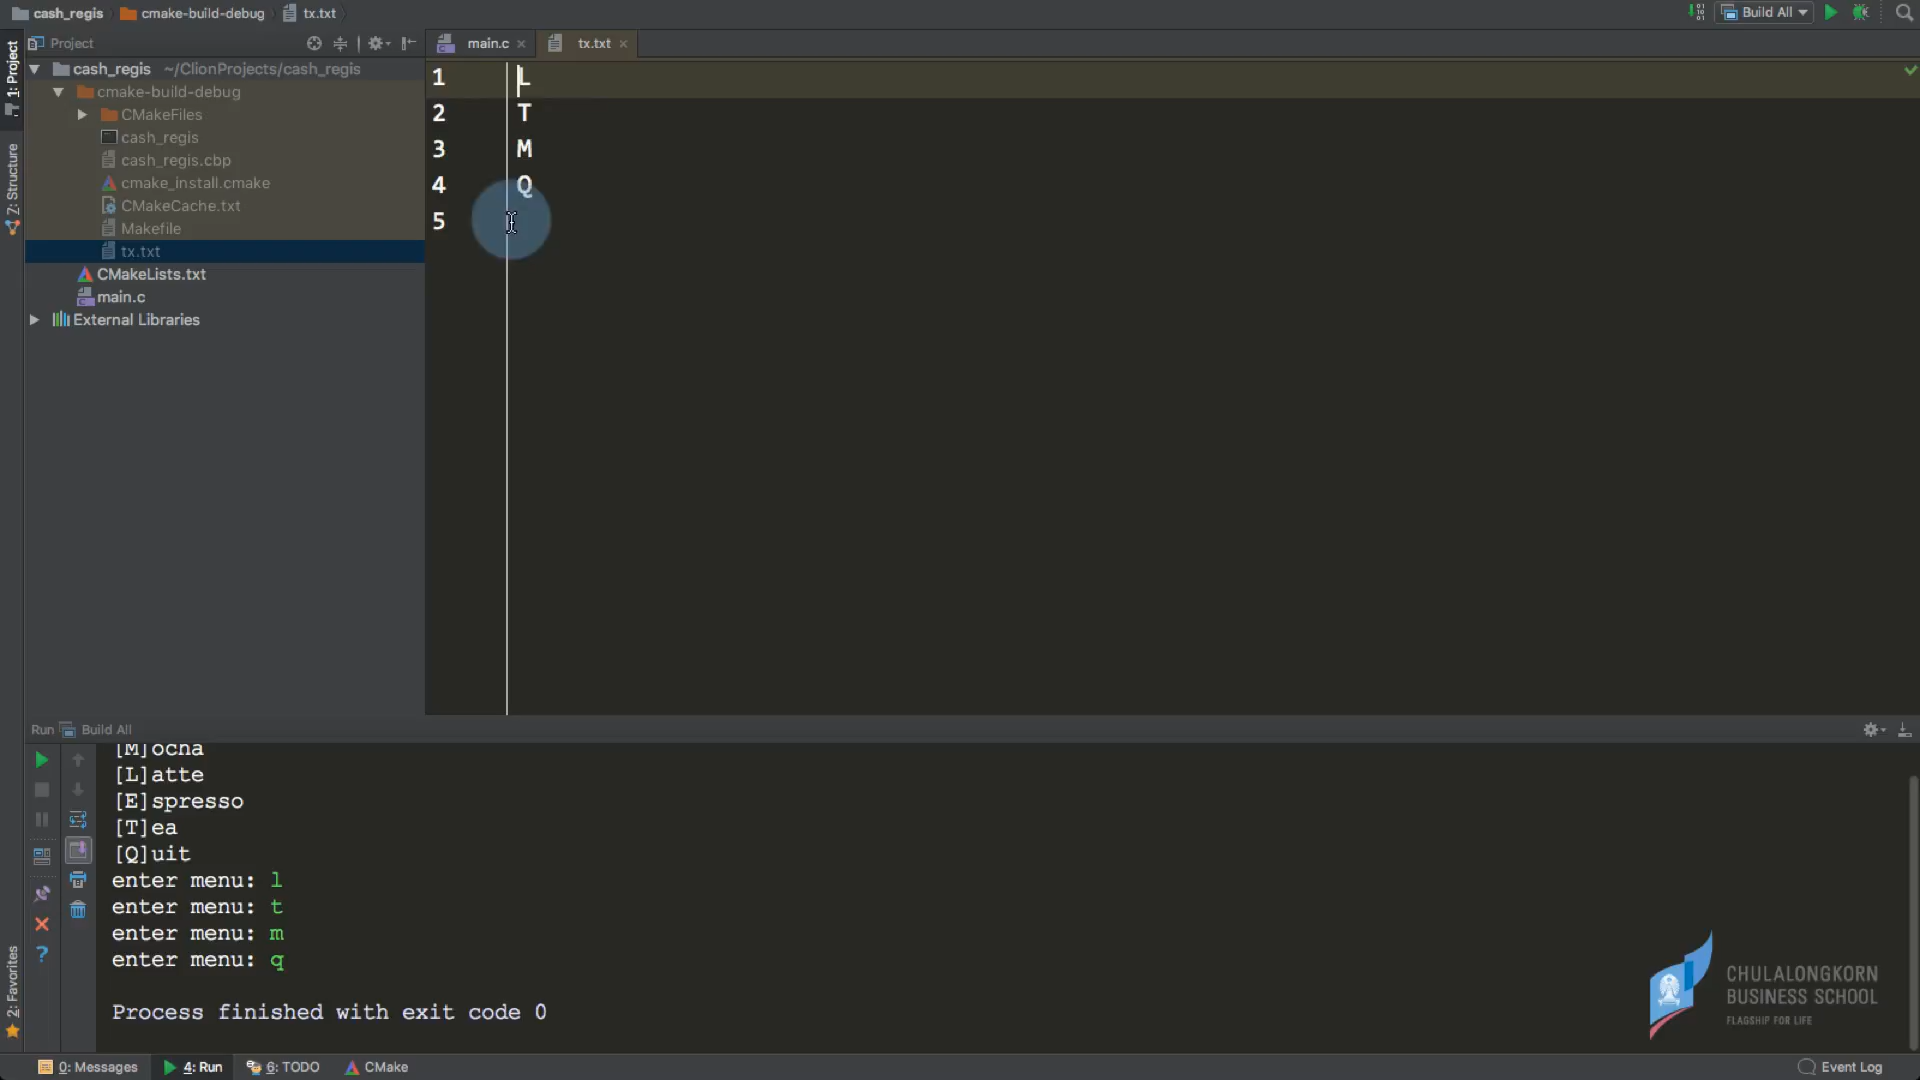 cash_regis cmake-build-debug tx.txt Build All
1: Project
Project
main.c tx.txt
cash_regis ~/ClionProjects/cash_regis
cmake-build-debug
CMakeFiles
cash_regis
cash_regis.cbp
cmake_install.cmake
CMakeCache.txt
Makefile
tx.txt
CMakeLists.txt
main.c
External Libraries
Z: Structure
1 L
2 T
3 M
4 Q
5
Run Build All
[M]ocha
[L]atte
[E]spresso
[T]ea
[Q]uit
enter menu: l
enter menu: t
enter menu: m
enter menu: q
Process finished with exit code 0
2: Favorites
CHULALONGKORN
BUSINESS SCHOOL
FLAGSHIP FOR LIFE
0: Messages 4: Run 6: TODO CMake Event Log